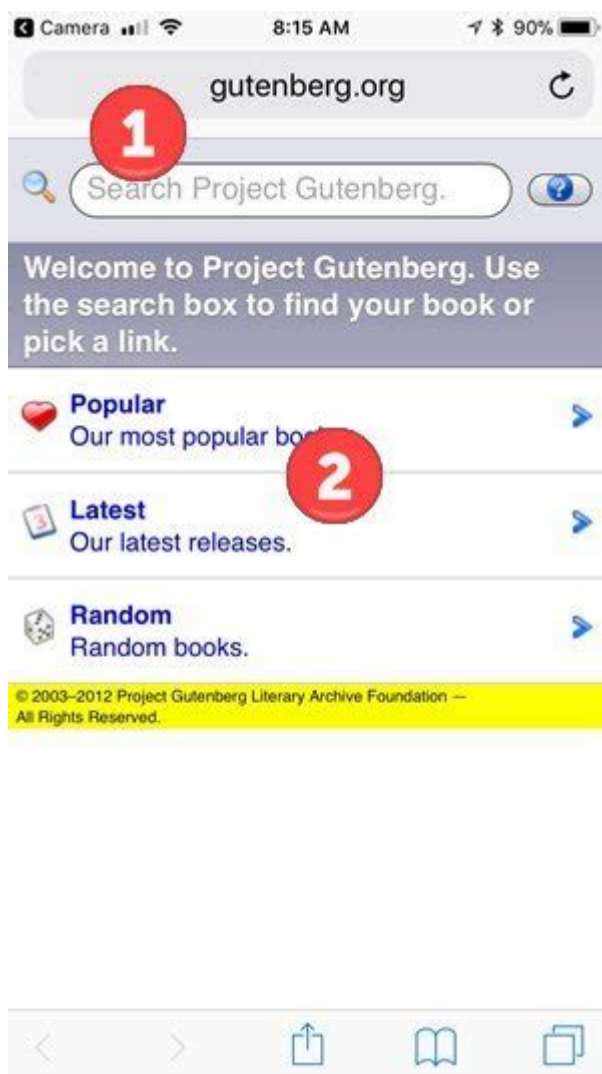 Camera 8:15 AM 90%
gutenberg.org
1
Search Project Gutenberg.
Welcome to Project Gutenberg. Use
the search box to find your book or
pick a link.
Popular
Our most popular
2
3
Latest
Our latest releases.
Random
Random books.
© 2003–2012 Project Gutenberg Literary Archive Foundation —
All Rights Reserved.